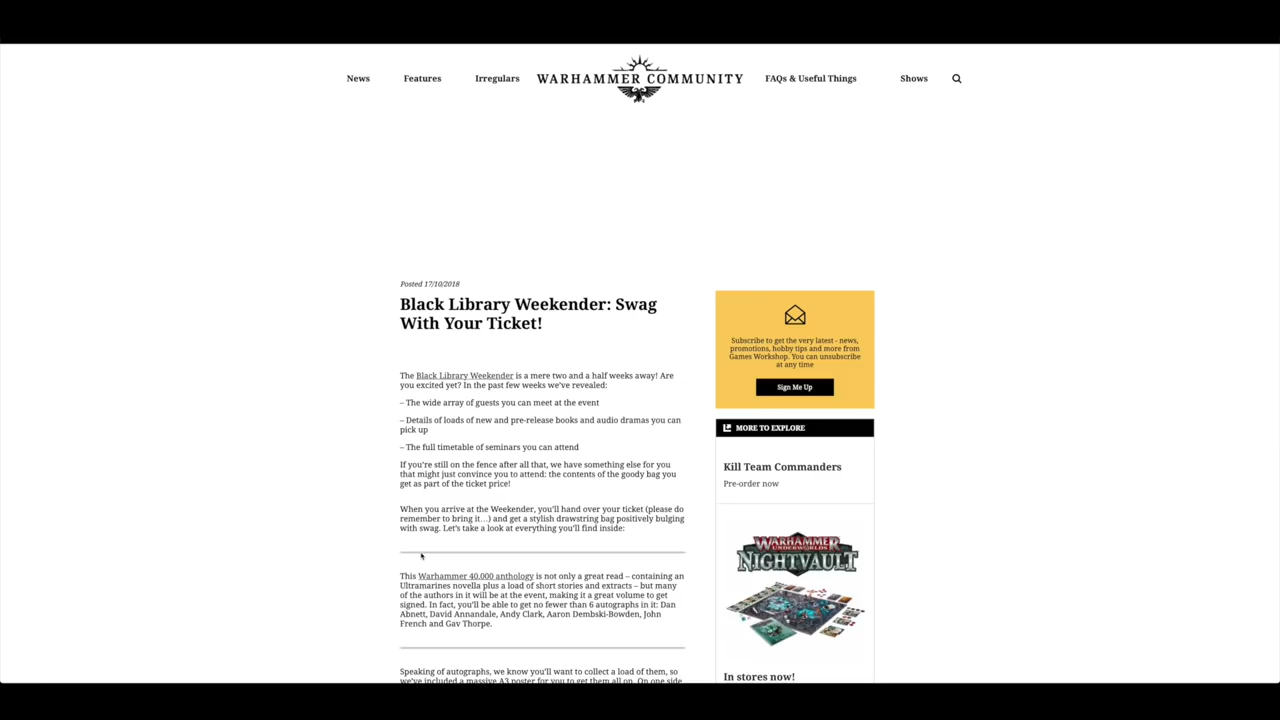 News
Features
Irregulars
WARHAMMER COMMUNITY
FAQs & Useful Things
Shows
Posted 17/10/2018
Black Library Weekender: Swag
With Your Ticket!
The Black Library Weekender is a mere two and a half weeks away! Are
you excited yet? In the past few weeks we've revealed:
– The wide array of guests you can meet at the event
– Details of loads of new and pre-release books and audio dramas you can
pick up
– The full timetable of seminars you can attend
If you're still on the fence after all that, we have something else for you
that might just convince you to attend: the contents of the goody bag you
get as part of the ticket price!
When you arrive at the Weekender, you'll hand over your ticket (please do
remember to bring it…) and get a stylish drawstring bag positively bulging
with swag. Let's take a look at everything you'll find inside:
This Warhammer 40,000 anthology is not only a great read – containing an
Ultramarines novella plus a load of short stories and extracts – but many
of the authors in it will be at the event, making it a great volume to get
signed. In fact, you'll be able to get no fewer than 6 autographs in it: Dan
Abnett, David Annandale, Andy Clark, Aaron Dembski-Bowden, John
French and Gav Thorpe.
Speaking of autographs, we know you'll want to collect a load of them, so
we've included a massive A3 poster for you to get them all on. On one side
Subscribe to get the very latest - news,
promotions, hobby tips and more from
Games Workshop. You can unsubscribe
at any time
Sign Me Up
MORE TO EXPLORE
Kill Team Commanders
Pre-order now
WARHAMMER
UNDERWORLDS
NIGHTVAULT
In stores now!